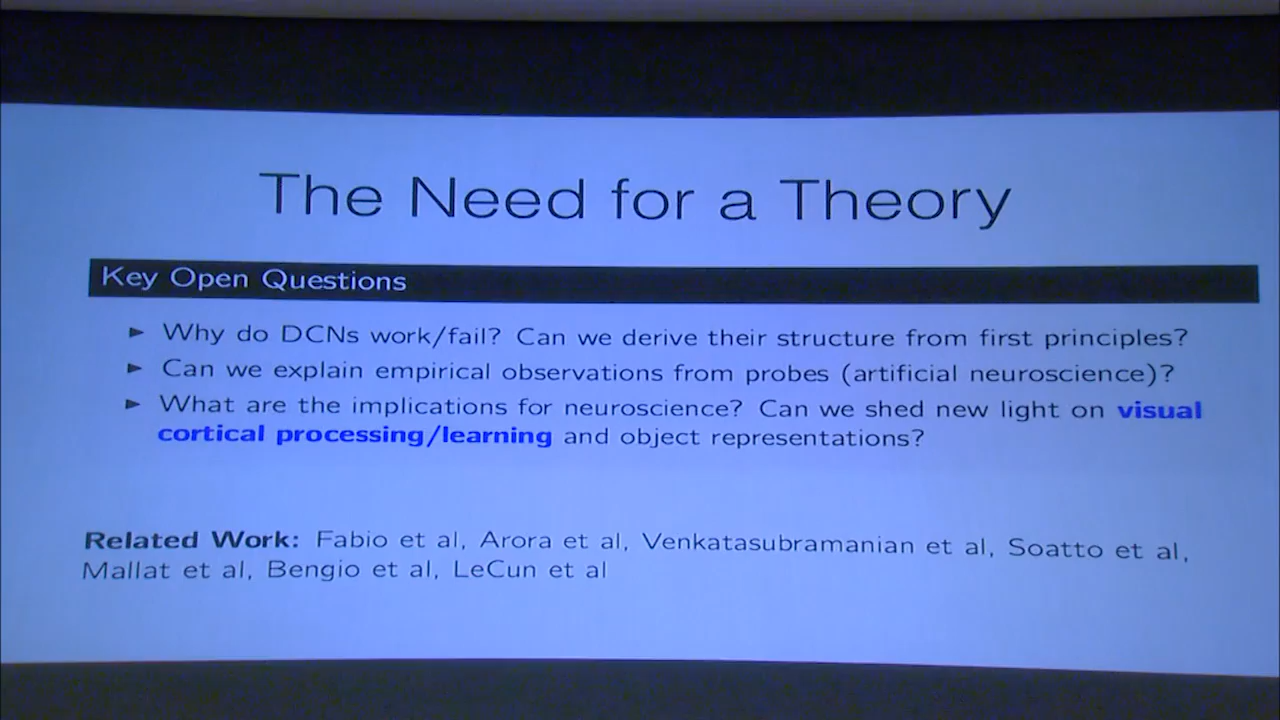 The Need for a Theory
Key Open Questions
► Why do DCNs work/fail? Can we derive their structure from first principles?
► Can we explain empirical observations from probes (artificial neuroscience)?
► What are the implications for neuroscience? Can we shed new light on visual
cortical processing/learning and object representations?
Related Work: Fabio et al, Arora et al, Venkatasubramanian et al, Soatto et al,
Mallat et al, Bengio et al, LeCun et al